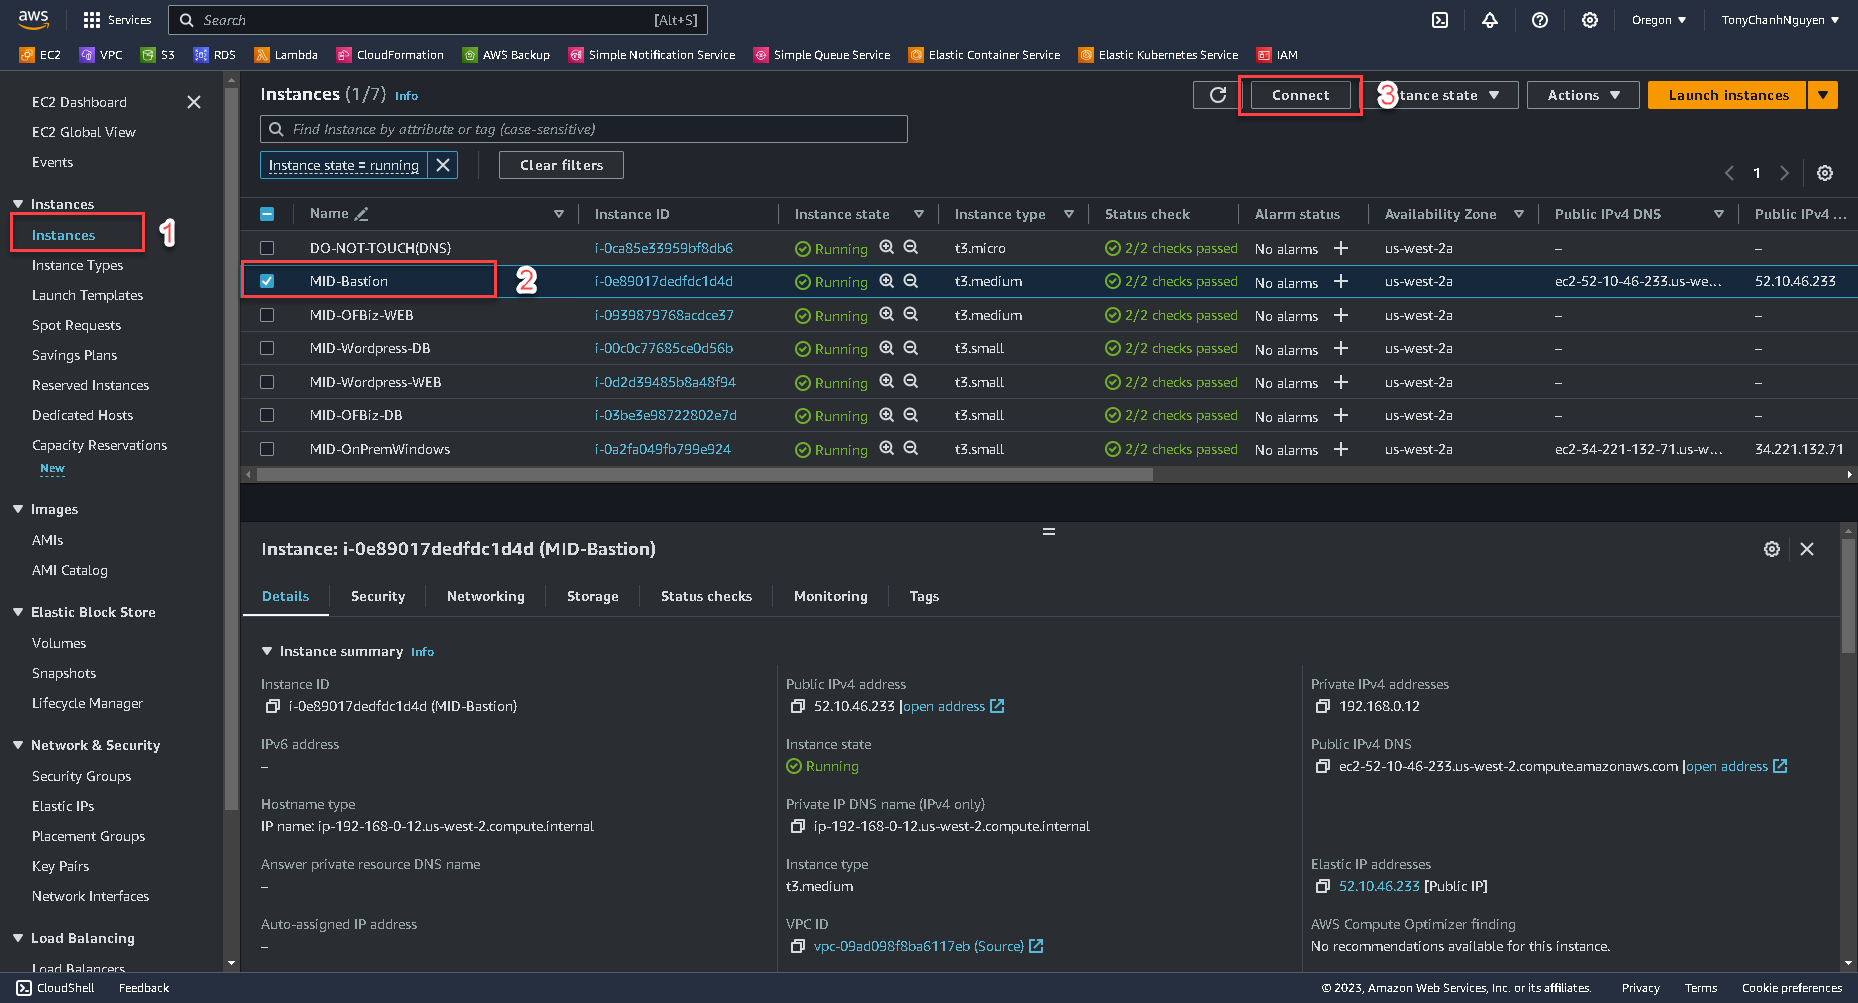 aws Services Search [Alt+S] Oregon TonyChanhNguyen
EC2 VPC S3 RDS Lambda CloudFormation AWS Backup Simple Notification Service Simple Queue Service Elastic Container Service Elastic Kubernetes Service IAM
EC2 Dashboard
EC2 Global View
Events
Instances
Instances 1
Instance Types
Launch Templates
Spot Requests
Savings Plans
Reserved Instances
Dedicated Hosts
Capacity Reservations
New
Images
AMIs
AMI Catalog
Elastic Block Store
Volumes
Snapshots
Lifecycle Manager
Network & Security
Security Groups
Elastic IPs
Placement Groups
Key Pairs
Network Interfaces
Load Balancing
Load Balancers
Instances (1/7) Info Connect 3 tance state Actions Launch instances
Find Instance by attribute or tag (case-sensitive)
Instance state = running Clear filters 1
Name Instance ID Instance state Instance type Status check Alarm status Availability Zone Public IPv4 DNS Public IPv4 ...
DO-NOT-TOUCH(DNS) i-0ca85e33959bf8db6 Running t3.micro 2/2 checks passed No alarms + us-west-2a – –
MID-Bastion 2 i-0e89017dedfdc1d4d Running t3.medium 2/2 checks passed No alarms + us-west-2a ec2-52-10-46-233.us-we... 52.10.46.233
MID-OFBiz-WEB i-0939879768acdce37 Running t3.medium 2/2 checks passed No alarms + us-west-2a – –
MID-Wordpress-DB i-00c0c77685ce0d56b Running t3.small 2/2 checks passed No alarms + us-west-2a – –
MID-Wordpress-WEB i-0d2d39485b8a48f94 Running t3.small 2/2 checks passed No alarms + us-west-2a – –
MID-OFBiz-DB i-03be3e98722802e7d Running t3.small 2/2 checks passed No alarms + us-west-2a – –
MID-OnPremWindows i-0a2fa049fb799e924 Running t3.small 2/2 checks passed No alarms + us-west-2a ec2-34-221-132-71.us-w... 34.221.132.71
Instance: i-0e89017dedfdc1d4d (MID-Bastion)
Details Security Networking Storage Status checks Monitoring Tags
Instance summary Info
Instance ID Public IPv4 address Private IPv4 addresses
i-0e89017dedfdc1d4d (MID-Bastion) 52.10.46.233 |open address 192.168.0.12
IPv6 address Instance state Public IPv4 DNS
– Running ec2-52-10-46-233.us-west-2.compute.amazonaws.com |open address
Hostname type Private IP DNS name (IPv4 only)
IP name: ip-192-168-0-12.us-west-2.compute.internal ip-192-168-0-12.us-west-2.compute.internal
Answer private resource DNS name Instance type Elastic IP addresses
– t3.medium 52.10.46.233 [Public IP]
Auto-assigned IP address VPC ID AWS Compute Optimizer finding
– vpc-09ad098f8ba6117eb (Source) No recommendations available for this instance.
CloudShell Feedback © 2023, Amazon Web Services, Inc. or its affiliates. Privacy Terms Cookie preferences